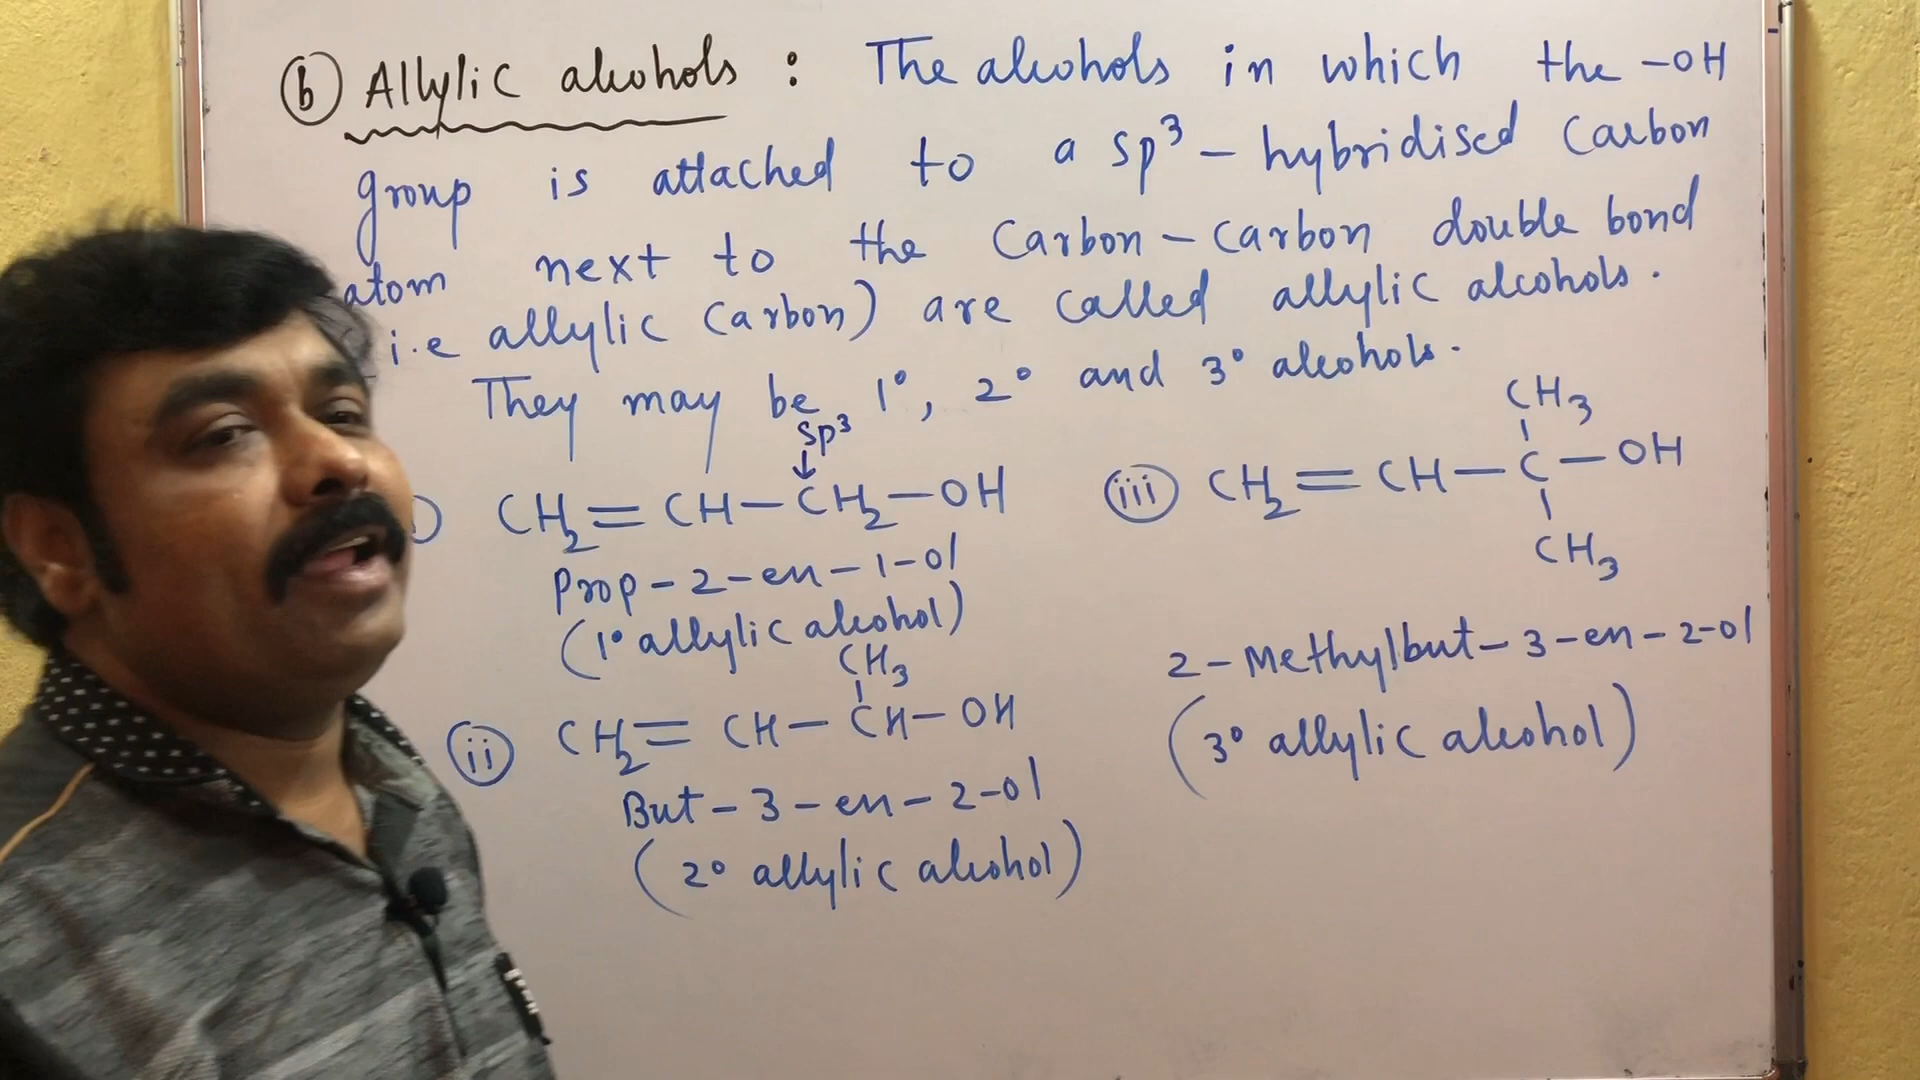 (b) Allylic alcohols : The alcohols in which the -OH
group is attached to a sp³ - hybridised carbon
atom next to the carbon - carbon double bond
i.e allylic carbon) are called allylic alcohols.
They may be 1°, 2° and 3° alcohols.
sp³
↓
CH₂=CH-CH₂-OH
Prop-2-en-1-ol
(1° allylic alcohol)
CH₃
(ii) CH₂=CH-CH-OH
But-3-en-2-ol
(2° allylic alcohol)
CH₃
(iii) CH₂=CH-C-OH
CH₃
2-Methylbut-3-en-2-ol
(3° allylic alcohol)